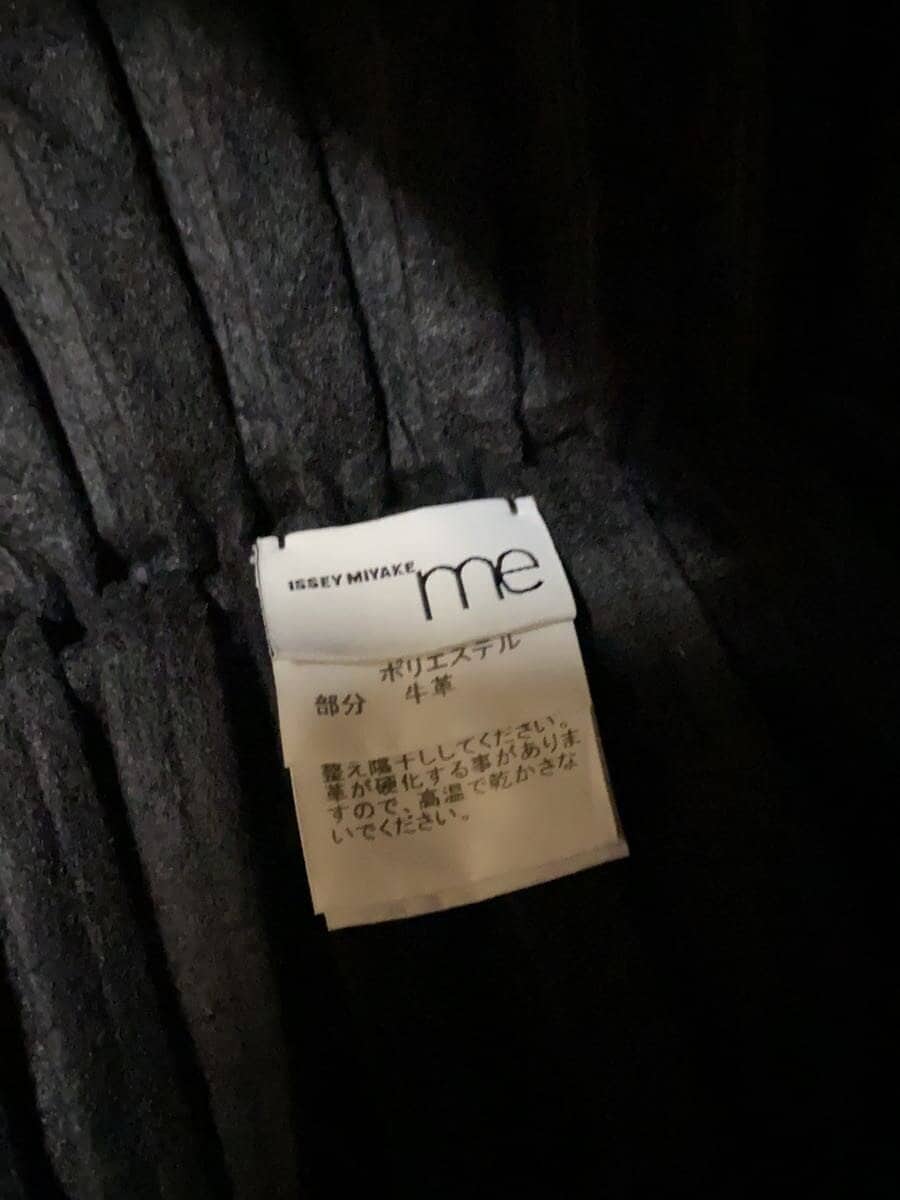 ISSEY MIYAKE me
ポリエステル
部分 牛革
整え陰干ししてください。
革が硬化する事がありま
すので、高温で乾かさな
いでください。